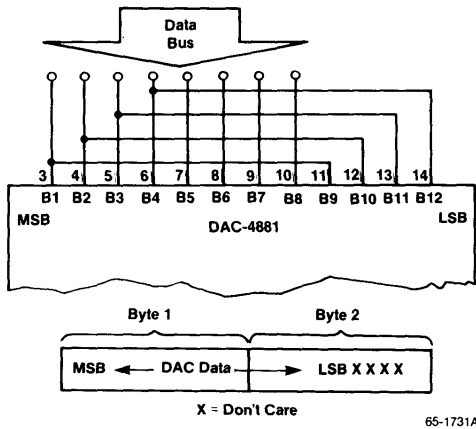 Data
Bus
3 4 5 6 7 8 9 10 11 12 13 14
B1 B2 B3 B4 B5 B6 B7 B8 B9 B10 B11 B12
MSB DAC-4881 LSB
Byte 1 Byte 2
MSB DAC Data LSB X X X X
X = Don't Care
65-1731A